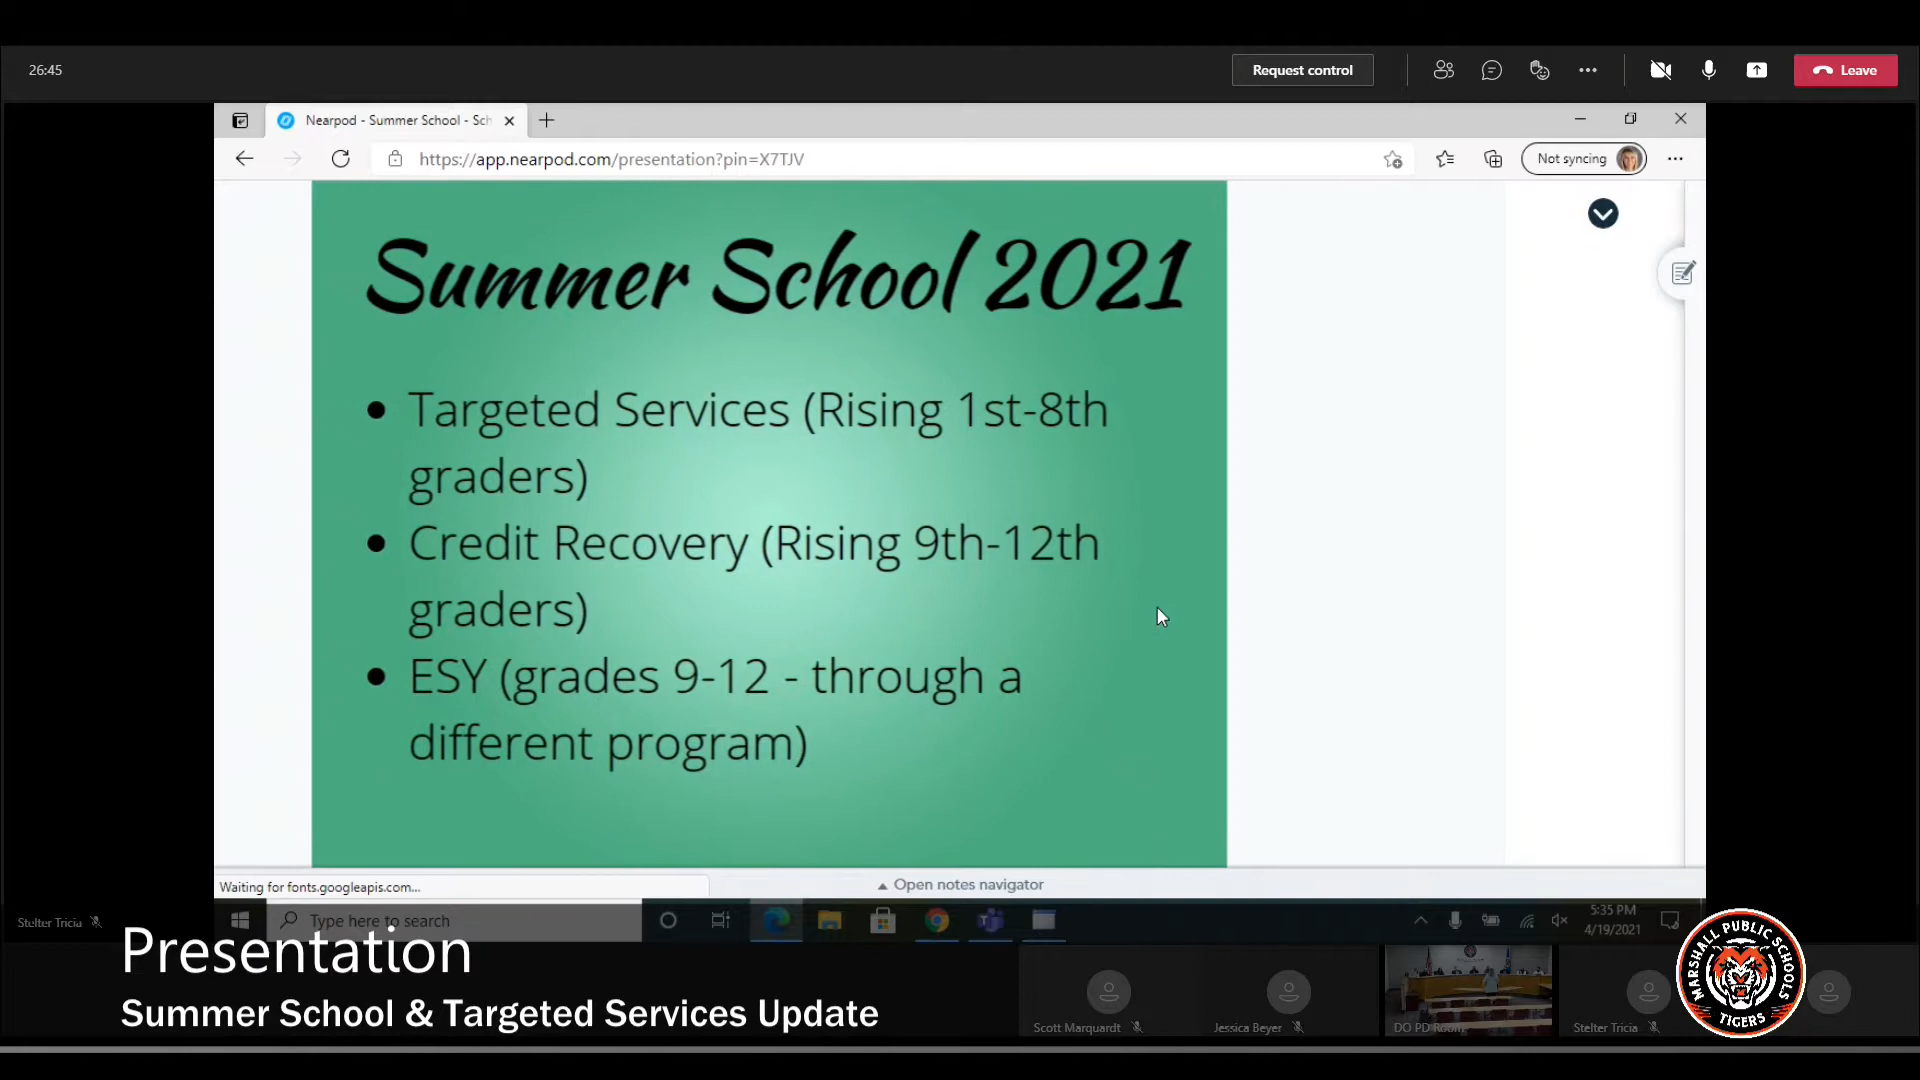 26:45
Request control
Leave
Nearpod - Summer School - Sch
https://app.nearpod.com/presentation?pin=X7TJV
Not syncing
Summer School 2021
Targeted Services (Rising 1st-8th
graders)
Credit Recovery (Rising 9th-12th
graders)
ESY (grades 9-12 - through a
different program)
Waiting for fonts.googleapis.com...
Open notes navigator
Type here to search
5:35 PM
4/19/2021
Stelter Tricia
Presentation
Summer School & Targeted Services Update
Scott Marquardt
Jessica Beyer
DO PD Room
Stelter Tricia
MARSHALL PUBLIC SCHOOLS
TIGERS